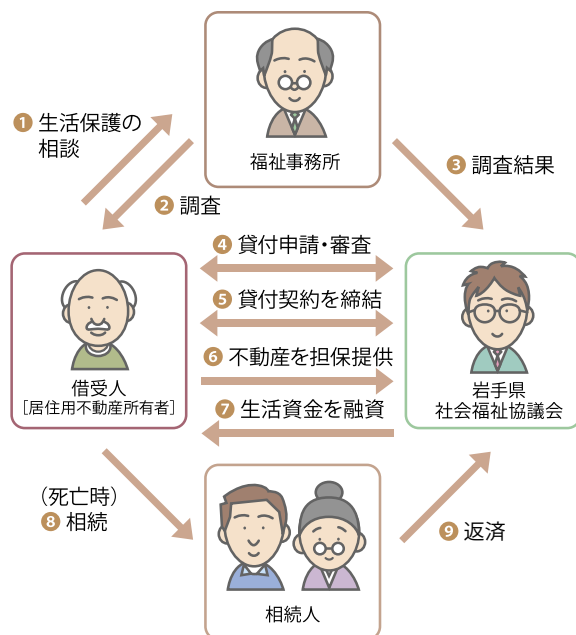 ❶ 生活保護の
相談
福祉事務所
❷ 調査
❸ 調査結果
❹ 貸付申請・審査
❺ 貸付契約を締結
❻ 不動産を担保提供
❼ 生活資金を融資
借受人
[居住用不動産所有者]
岩手県
社会福祉協議会
（死亡時）
❽ 相続
❾ 返済
相続人